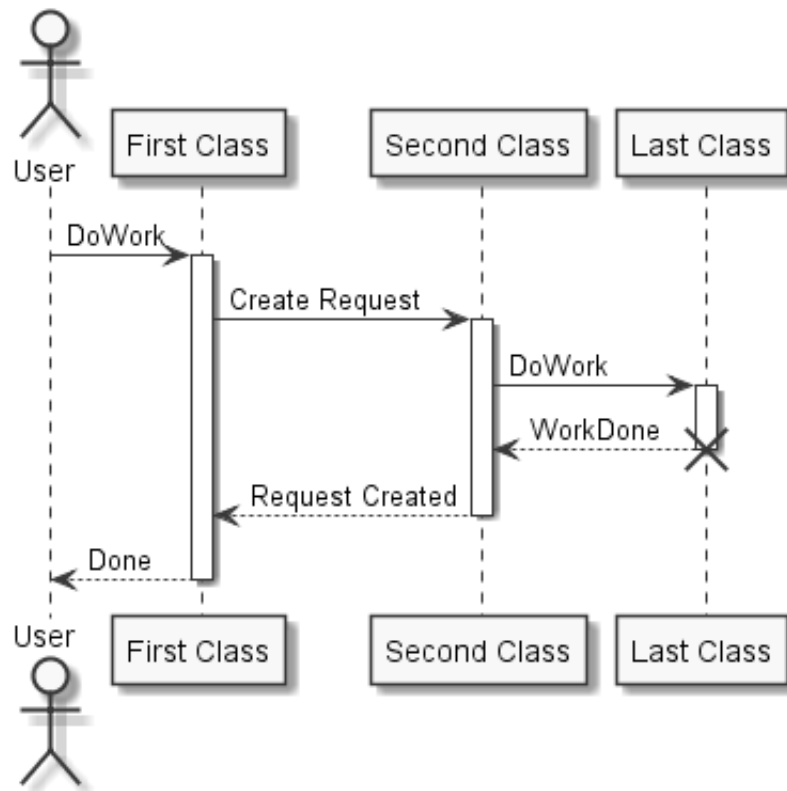 User
First Class
Second Class
Last Class
DoWork
Create Request
DoWork
WorkDone
Request Created
Done
User
First Class
Second Class
Last Class